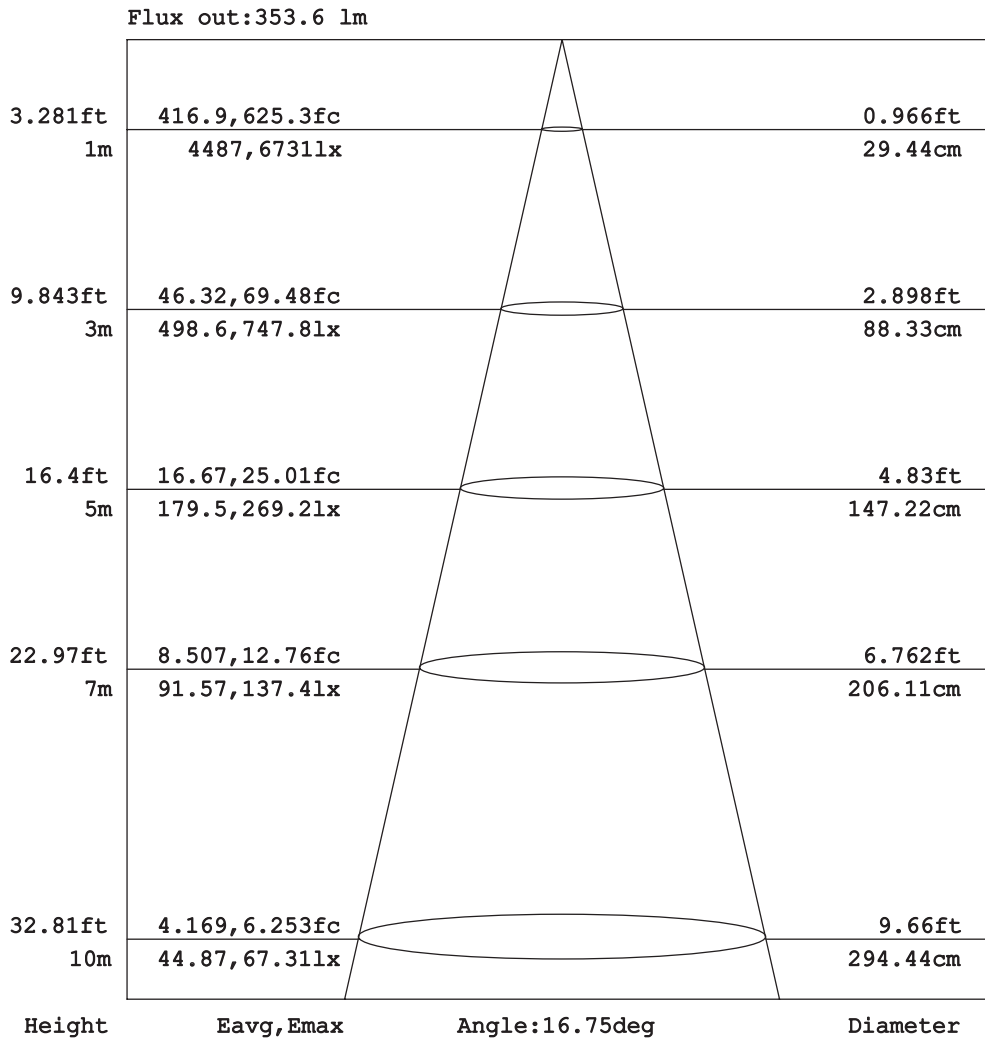 Flux out:353.6 lm
3.281ft 416.9,625.3fc 0.966ft
1m 4487,6731lx 29.44cm
9.843ft 46.32,69.48fc 2.898ft
3m 498.6,747.8lx 88.33cm
16.4ft 16.67,25.01fc 4.83ft
5m 179.5,269.2lx 147.22cm
22.97ft 8.507,12.76fc 6.762ft
7m 91.57,137.4lx 206.11cm
32.81ft 4.169,6.253fc 9.66ft
10m 44.87,67.31lx 294.44cm
Height Eavg,Emax Angle:16.75deg Diameter